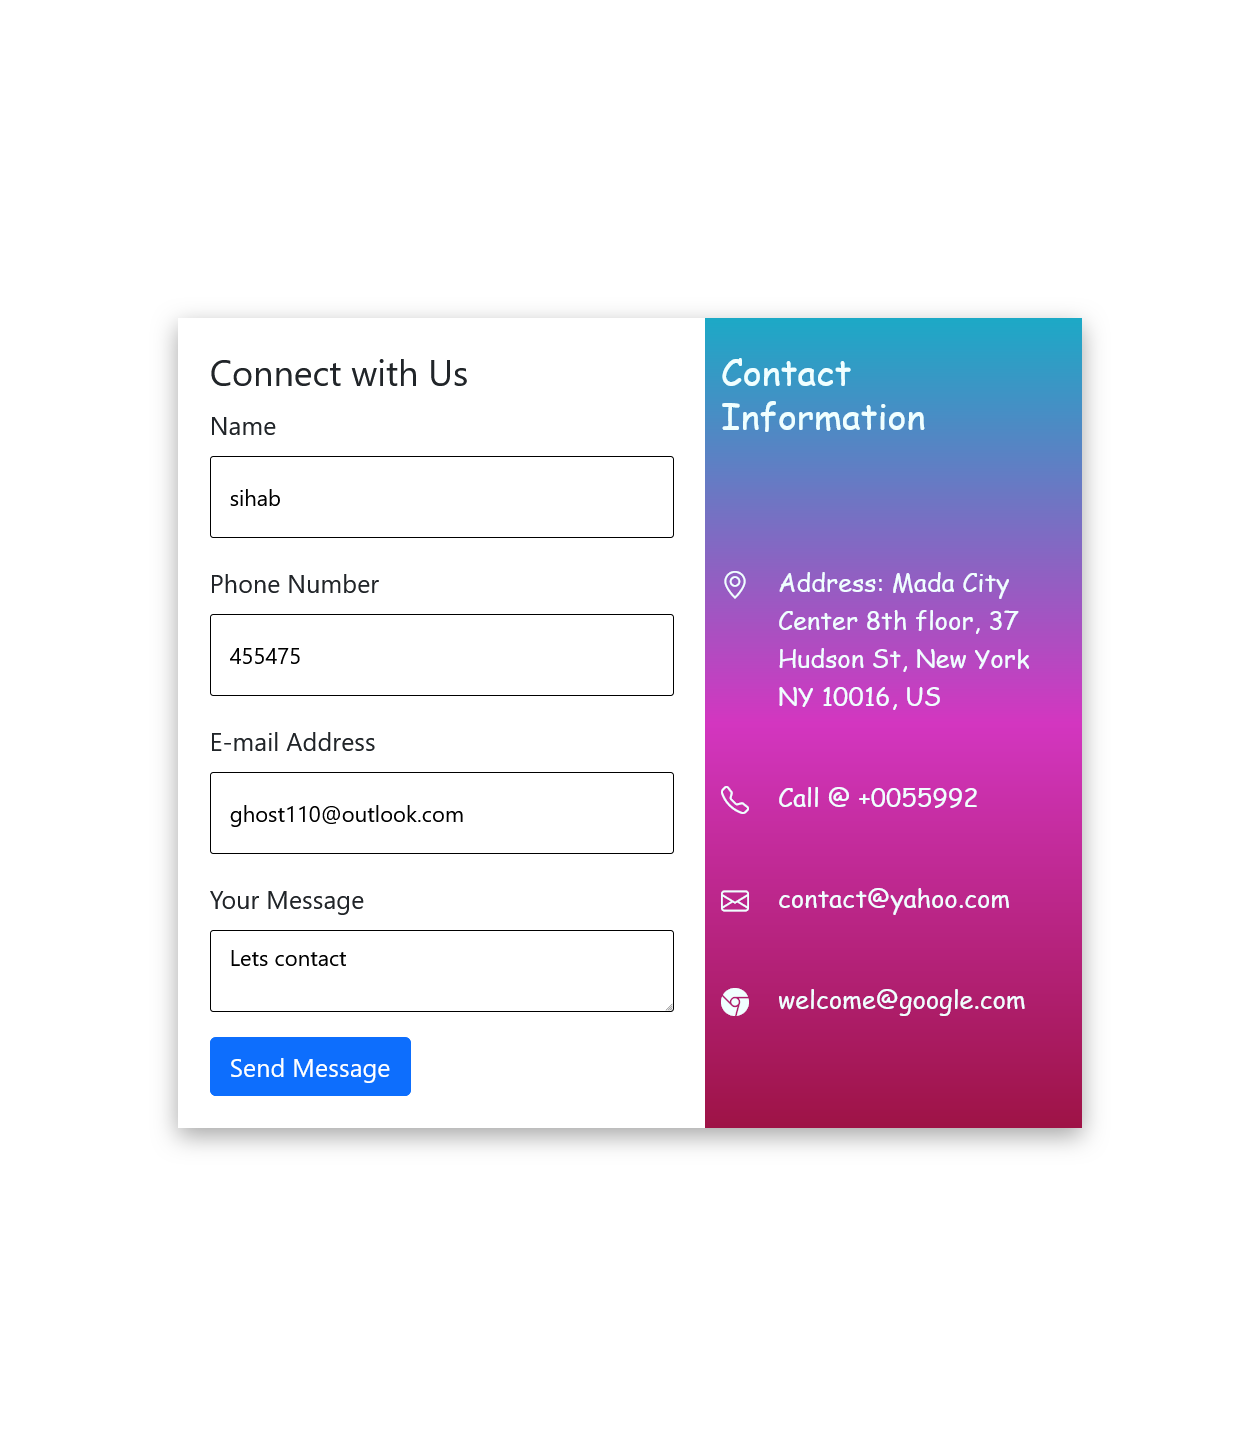 Connect with Us
Name
sihab
Phone Number
455475
E-mail Address
ghost110@outlook.com
Your Message
Lets contact
Send Message
Contact
Information
Address: Mada City
Center 8th floor, 37
Hudson St, New York
NY 10016, US
Call @ +0055992
contact@yahoo.com
welcome@google.com